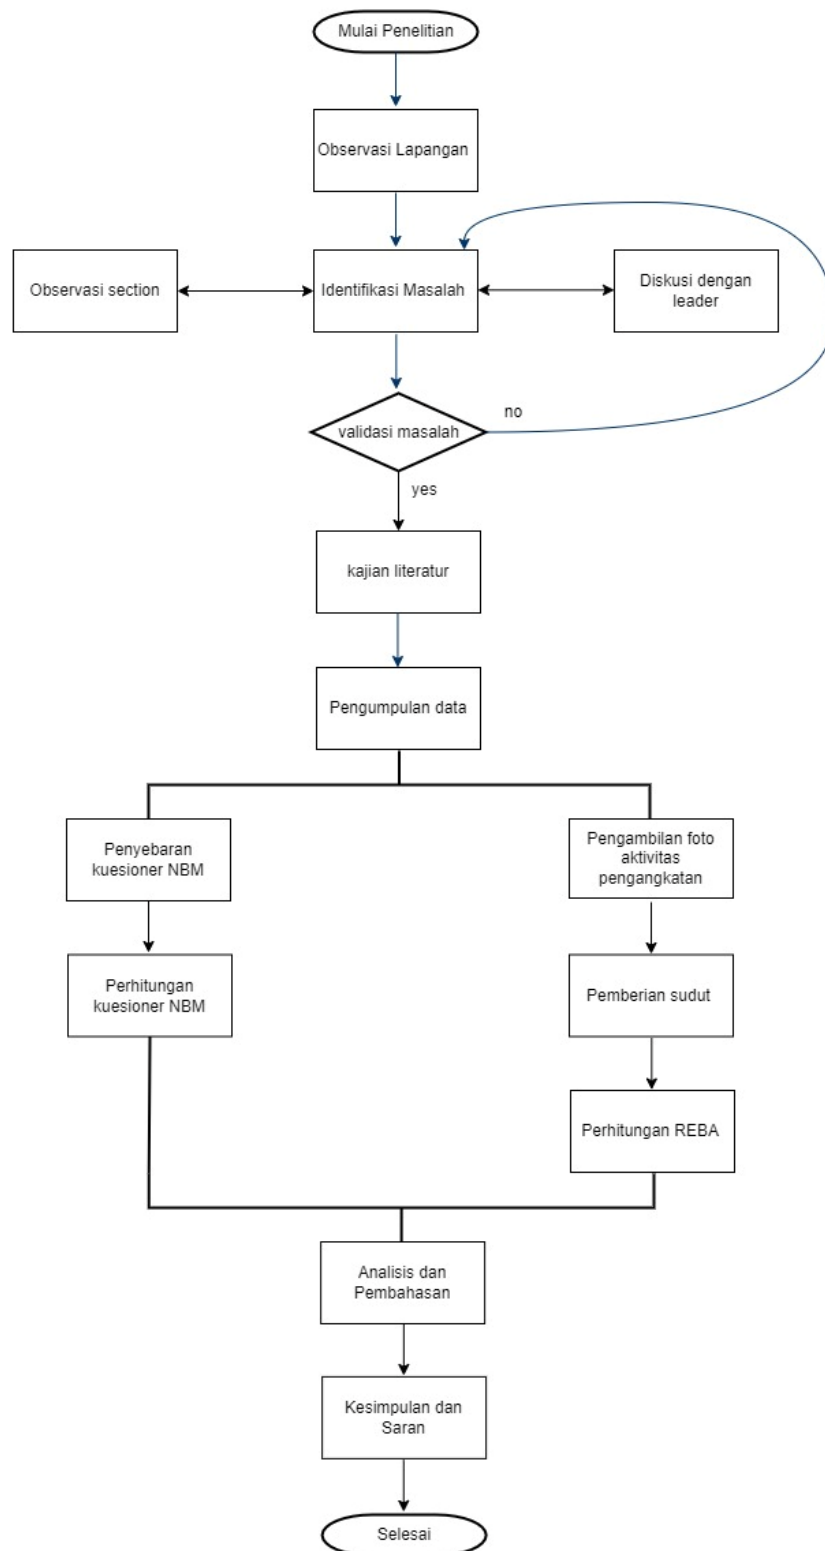 Mulai Penelitian
Observasi Lapangan
Observasi section
Identifikasi Masalah
Diskusi dengan
leader
validasi masalah
no
yes
kajian literatur
Pengumpulan data
Penyebaran
kuesioner NBM
Pengambilan foto
aktivitas
pengangkatan
Perhitungan
kuesioner NBM
Pemberian sudut
Perhitungan REBA
Analisis dan
Pembahasan
Kesimpulan dan
Saran
Selesai